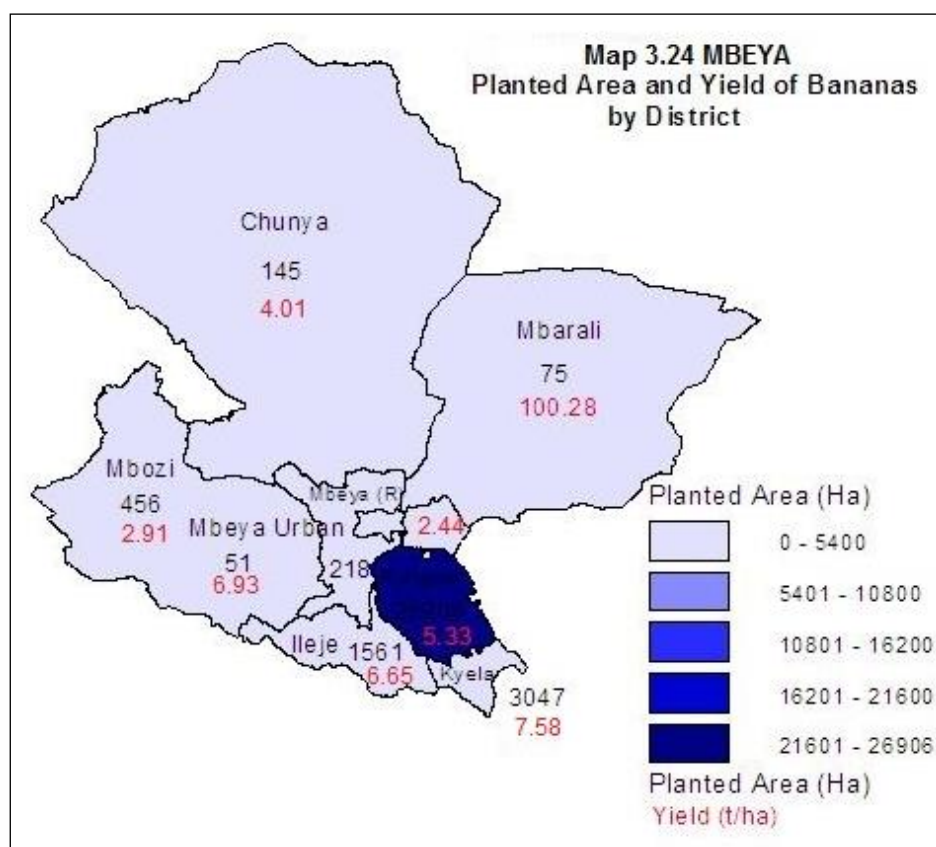 Map 3.24 MBEYA
Planted Area and Yield of Bananas
by District
Chunya
145
4.01
Mbarali
75
100.28
Mbozi
456
2.91
Mbeya (R)
Mbeya Urban
51
6.93
2.44
218
5.33
Ileje
1561
6.65
Kyela
3047
7.58
Planted Area (Ha)
0 - 5400
5401 - 10800
10801 - 16200
16201 - 21600
21601 - 26906
Planted Area (Ha)
Yield (t/ha)